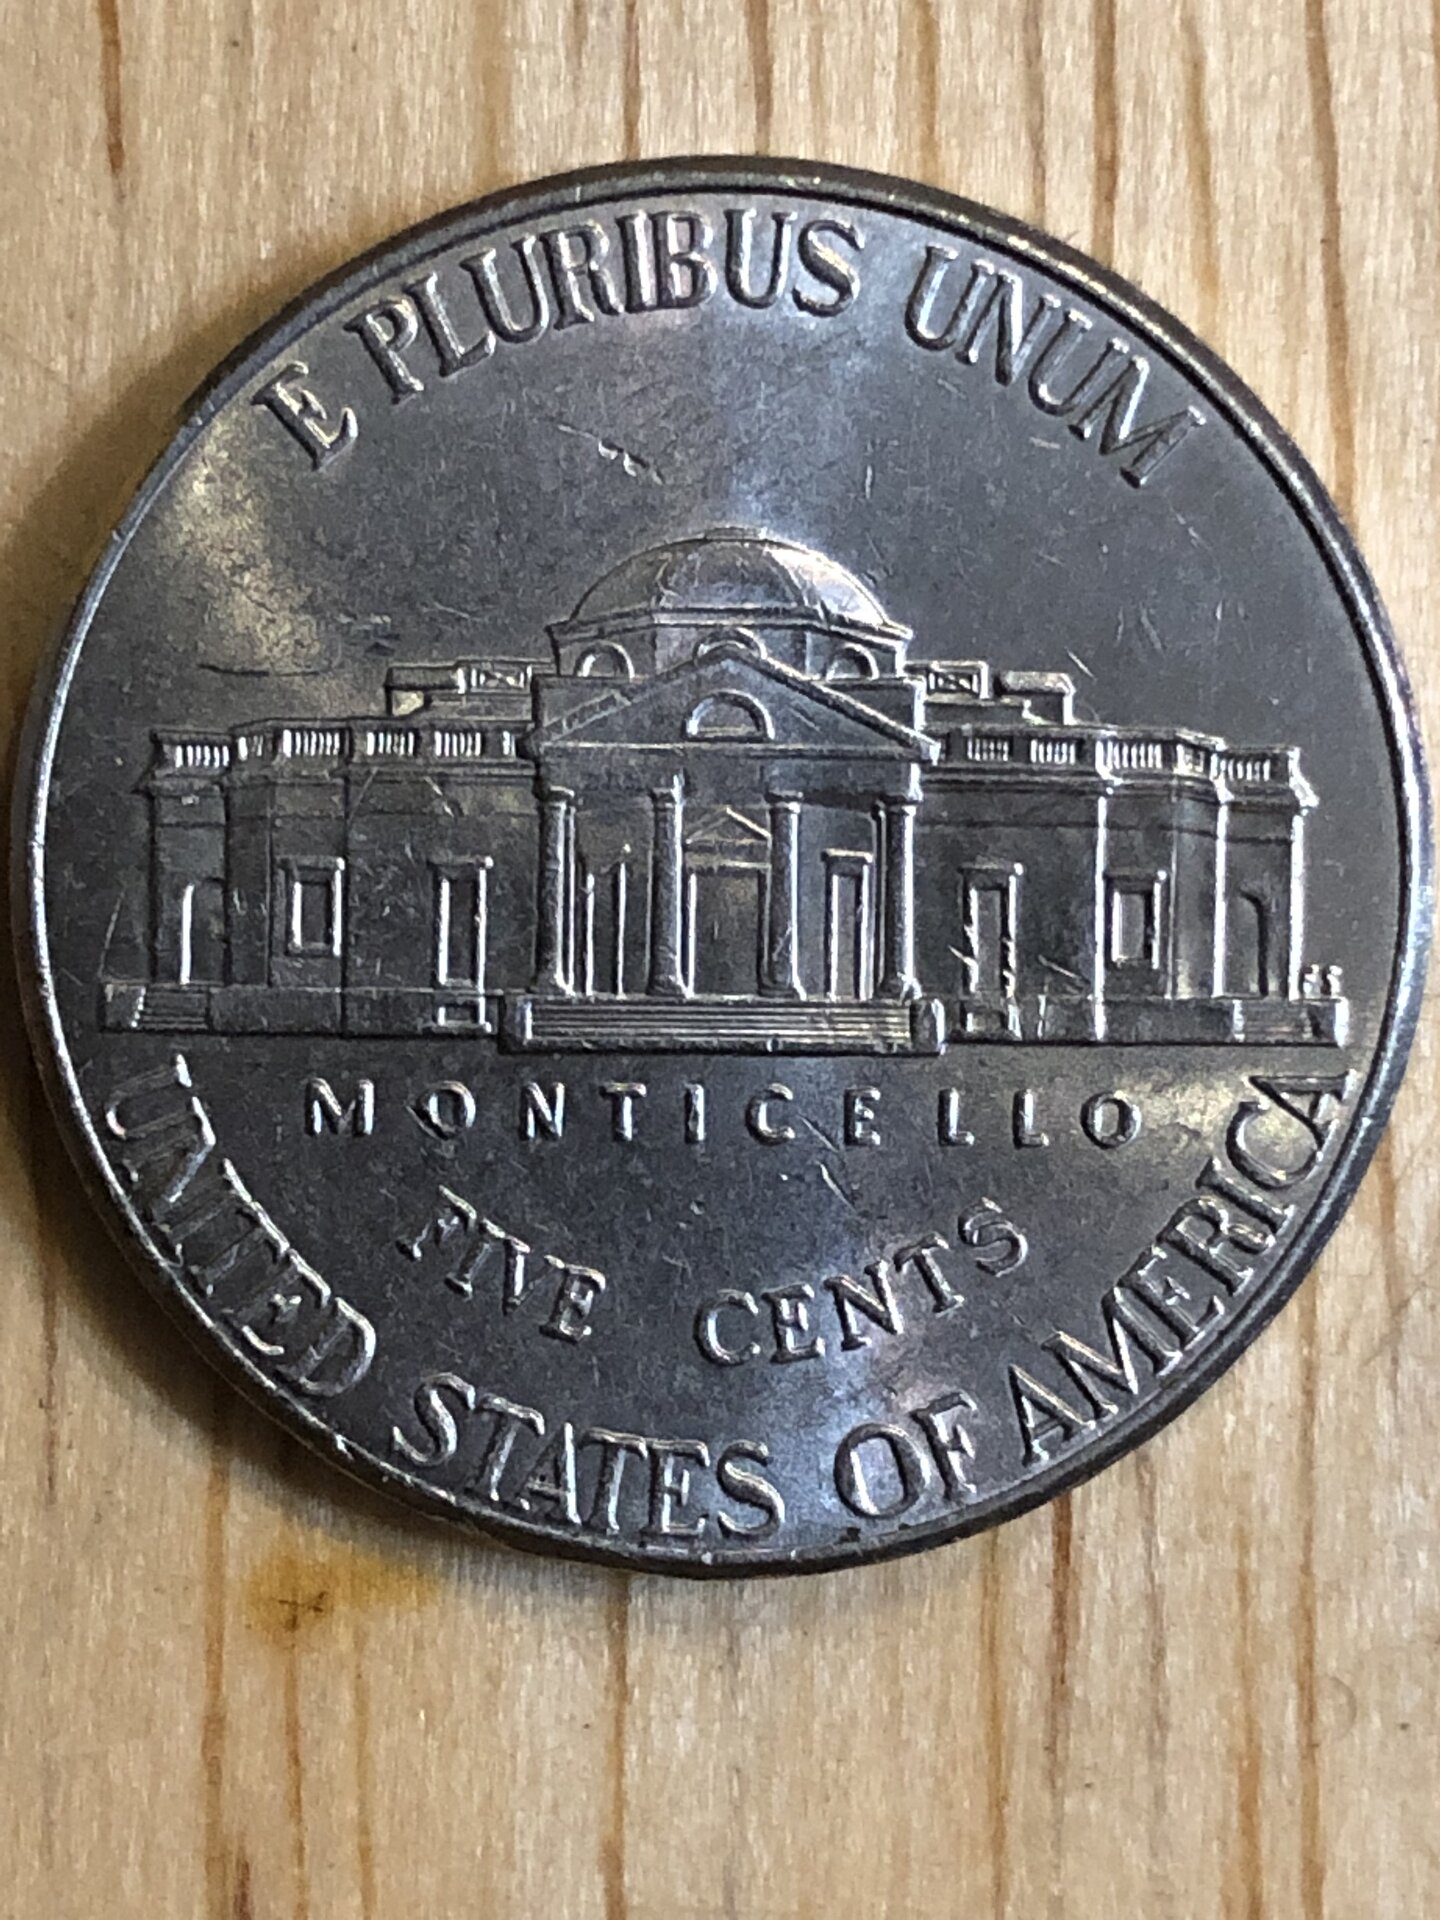 E PLURIBUS UNUM
MONTICELLO
FIVE CENTS
UNITED STATES OF AMERICA